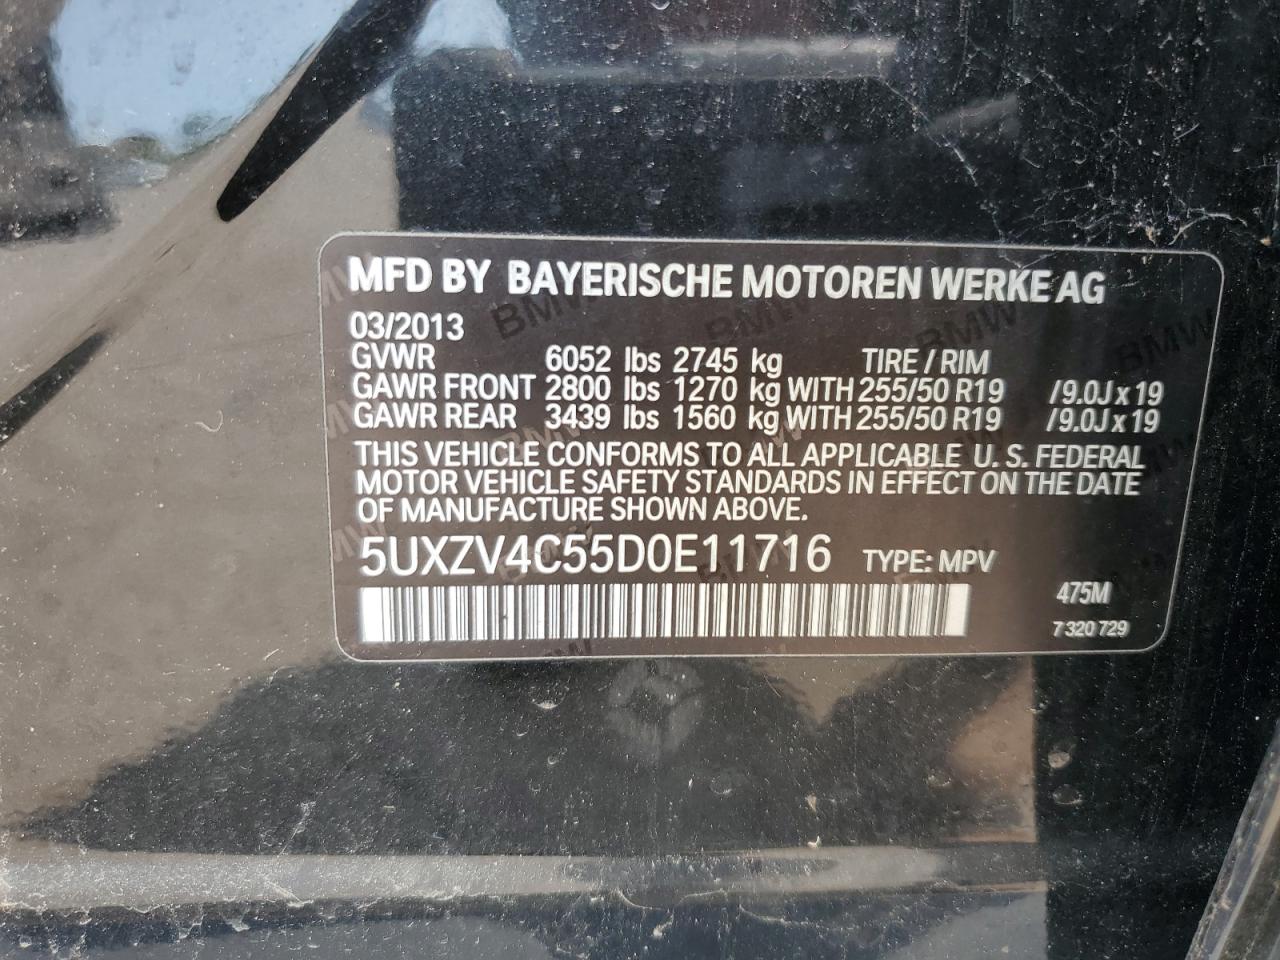 MFD BY BAYERISCHE MOTOREN WERKE AG
03/2013
GVWR 6052 lbs 2745 kg TIRE / RIM
GAWR FRONT 2800 lbs 1270 kg WITH 255/50 R19 /9.0J x 19
GAWR REAR 3439 lbs 1560 kg WITH 255/50 R19 /9.0J x 19
THIS VEHICLE CONFORMS TO ALL APPLICABLE U. S. FEDERAL
MOTOR VEHICLE SAFETY STANDARDS IN EFFECT ON THE DATE
OF MANUFACTURE SHOWN ABOVE.
5UXZV4C55D0E11716 TYPE: MPV
475M
7 320 729